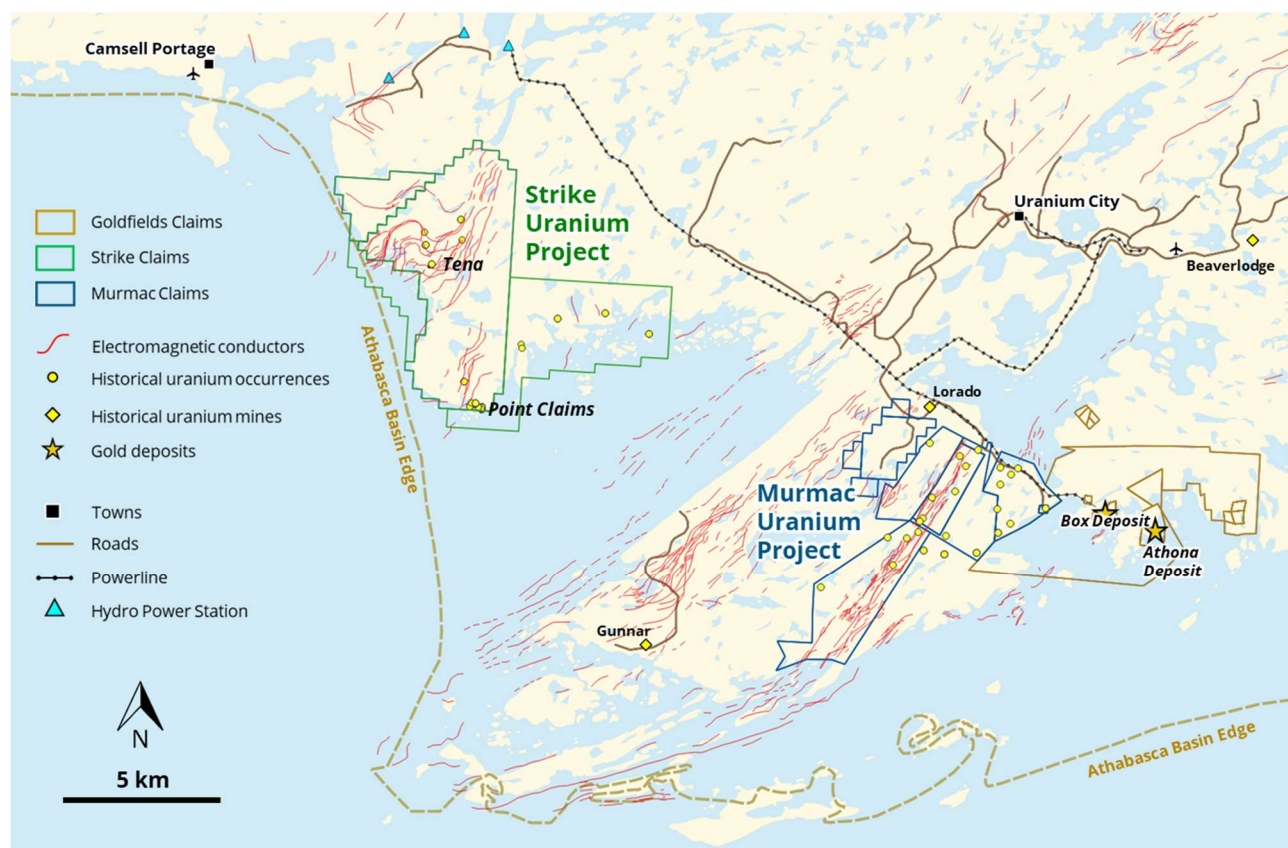 Camsell Portage
Strike
Uranium
Project
Uranium City
Beaverlodge
Goldfields Claims
Strike Claims
Murmac Claims
Tena
Electromagnetic conductors
Historical uranium occurrences
Historical uranium mines
Gold deposits
Athabasca Basin Edge
Point Claims
Lorado
Murmac
Uranium
Project
Box Deposit
Athona
Deposit
Towns
Roads
Powerline
Hydro Power Station
Gunnar
N
5 km
Athabasca Basin Edge